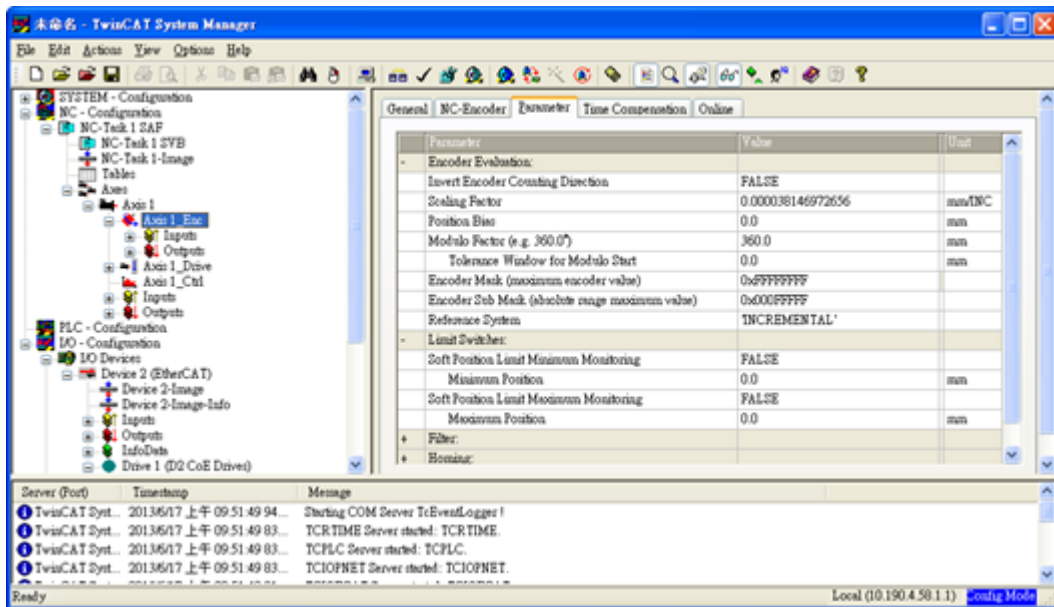 未命名 - TwinCAT System Manager
File Edit Actions View Options Help
SYSTEM - Configuration
NC - Configuration
NC-Task 1 SAF
NC-Task 1 SVB
NC-Task 1-Image
Tables
Axes
Axis 1
Axis 1_Enc
Inputs
Outputs
Axis 1_Drive
Axis 1_Ctrl
Inputs
Outputs
PLC - Configuration
I/O - Configuration
I/O Devices
Device 2 (EtherCAT)
Device 2-Image
Device 2-Image-Info
Inputs
Outputs
InfoData
Drive 1 (D2 CoE Drives)
General NC-Encoder Parameter Time Compensation Online
Parameter Value Unit
- Encoder Evaluation:
Invert Encoder Counting Direction FALSE
Scaling Factor 0.000038146972656 mm/INC
Position Bias 0.0 mm
Modulo Factor (e.g. 360.0°) 360.0 mm
Tolerance Window for Modulo Start 0.0 mm
Encoder Mask (maximum encoder value) 0xFFFFFFFF
Encoder Sub Mask (absolute range maximum value) 0x000FFFFF
Reference System 'INCREMENTAL'
- Limit Switches:
Soft Position Limit Minimum Monitoring FALSE
Minimum Position 0.0 mm
Soft Position Limit Maximum Monitoring FALSE
Maximum Position 0.0 mm
+ Filter:
+ Homing:
Server (Port) Timestamp Message
TwinCAT Syst... 2013/6/17 上午 09:51:49 94... Starting COM Server TcEventLogger !
TwinCAT Syst... 2013/6/17 上午 09:51:49 83... TCRTIME Server started: TCRTIME.
TwinCAT Syst... 2013/6/17 上午 09:51:49 83... TCPLC Server started: TCPLC.
TwinCAT Syst... 2013/6/17 上午 09:51:49 83... TCIOPNET Server started: TCIOPNET.
Ready Local (10.190.4.58.1.1) Config Mode